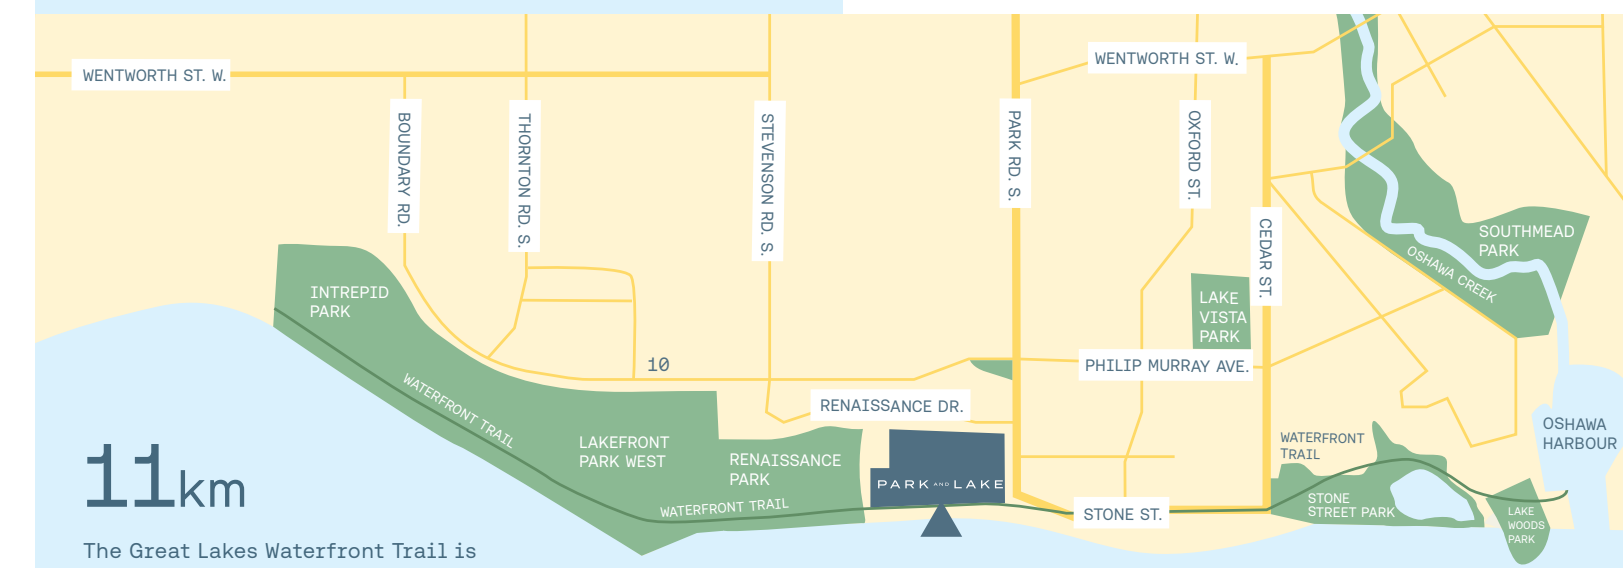 WENTWORTH ST. W.
WENTWORTH ST. W.
BOUNDARY RD.
THORNTON RD. S.
STEVENSON RD. S.
PARK RD. S.
OXFORD ST.
CEDAR ST.
SOUTHMEAD
PARK
OSHAWA CREEK
INTREPID
PARK
LAKE
VISTA
PARK
10
PHILIP MURRAY AVE.
RENAISSANCE DR.
WATERFRONT TRAIL
OSHAWA
HARBOUR
WATERFRONT
TRAIL
LAKEFRONT
PARK WEST
RENAISSANCE
PARK
PARK AND LAKE
WATERFRONT TRAIL
STONE ST.
STONE
STREET PARK
LAKE
WOODS
PARK
11km
The Great Lakes Waterfront Trail is